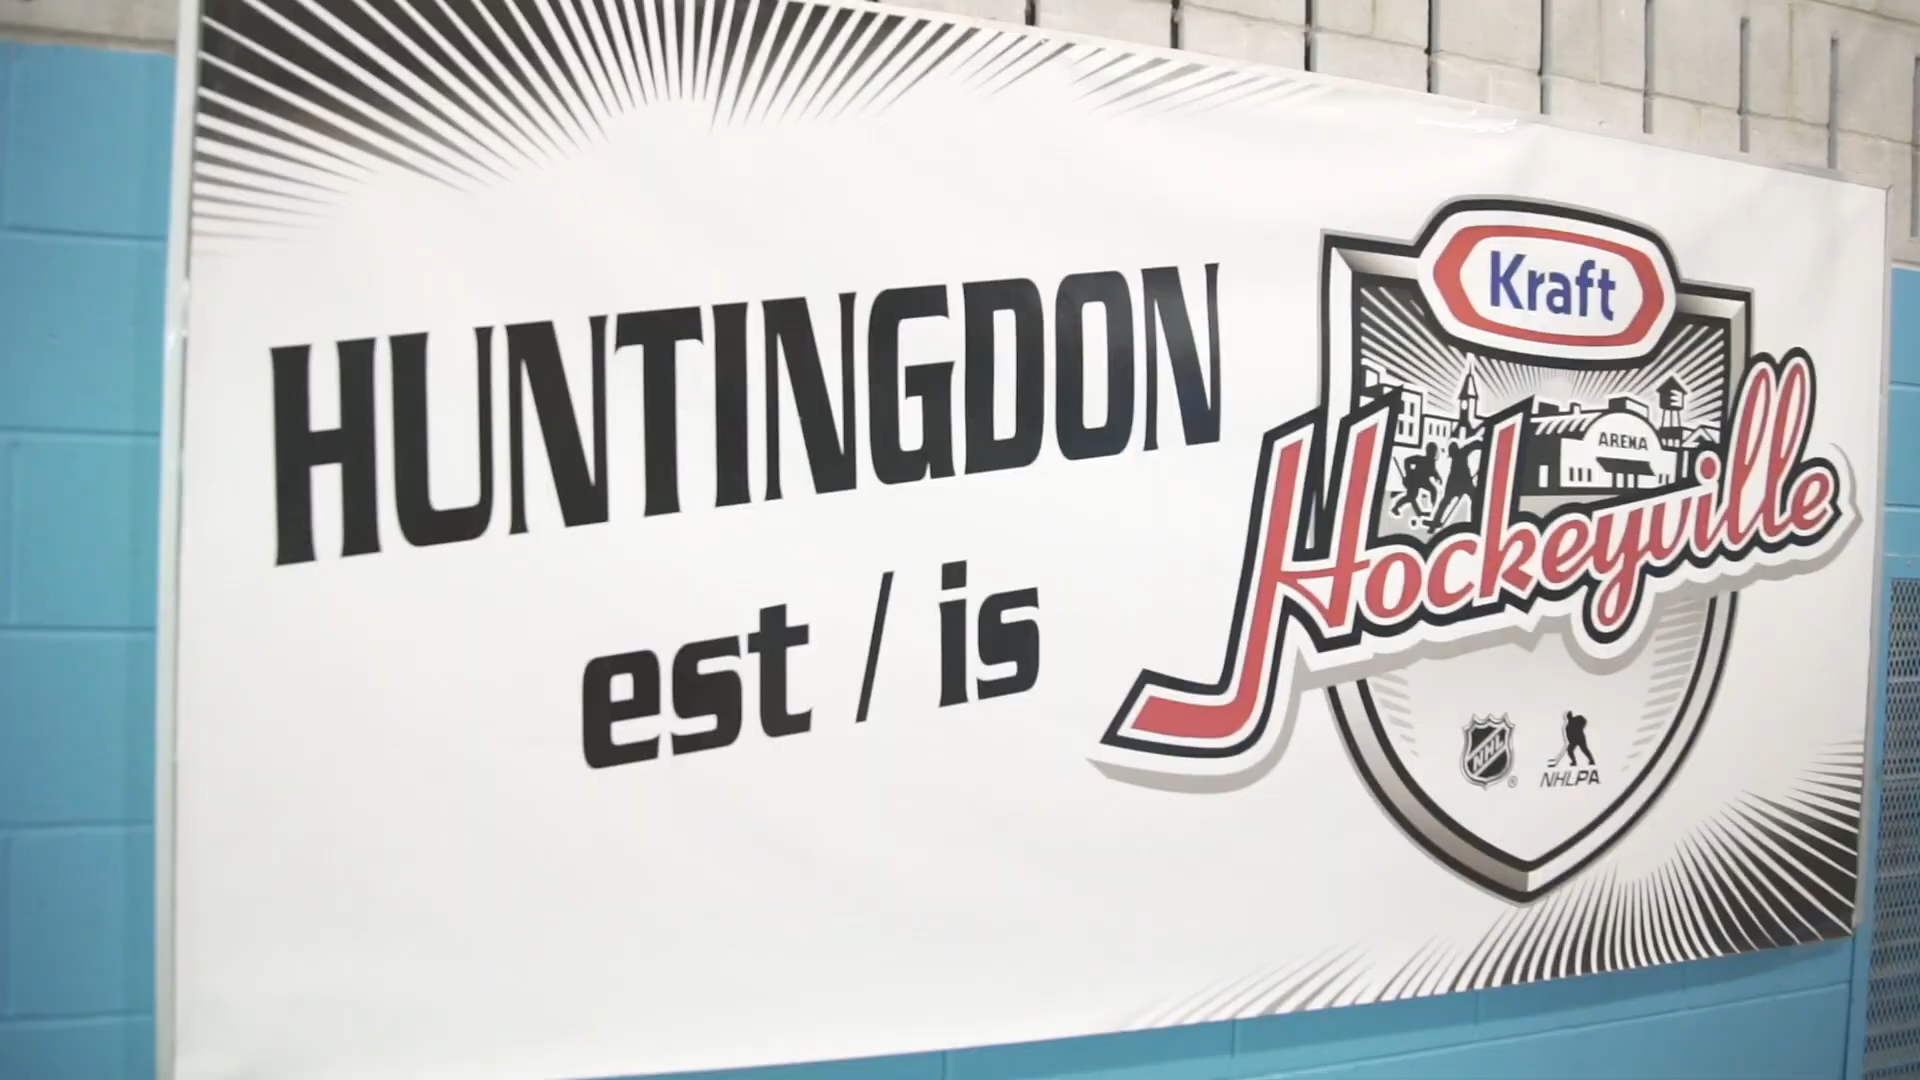 HUNTINGDON
est / is
Kraft
ARENA
Hockeyville
NHL
NHLPA